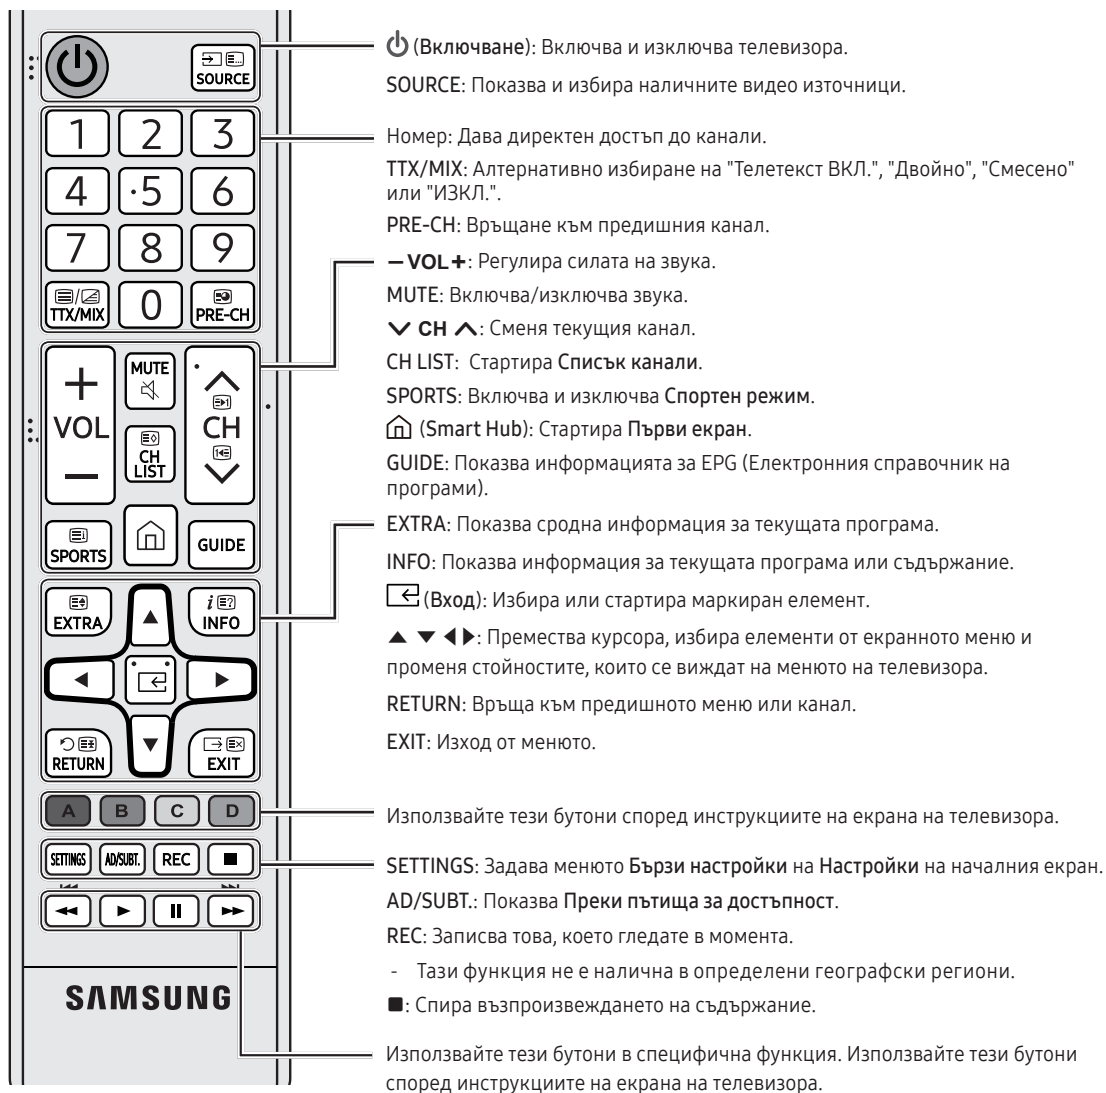 SOURCE
1 2 3
4 ·5 6
7 8 9
TTX/MIX 0 PRE-CH
+ MUTE
VOL CH
CH LIST
—
SPORTS GUIDE
EXTRA ▲ i INFO
◀ ▶
RETURN ▼ EXIT
A B C D
SETTINGS AD/SUBT. REC ■
SAMSUNG
(Включване): Включва и изключва телевизора.
SOURCE: Показва и избира наличните видео източници.
Номер: Дава директен достъп до канали.
TTX/MIX: Алтернативно избиране на "Телетекст ВКЛ.", "Двойно", "Смесено"
или "ИЗКЛ.".
PRE-CH: Връщане към предишния канал.
— VOL +: Регулира силата на звука.
MUTE: Включва/изключва звука.
CH : Сменя текущия канал.
CH LIST: Стартира Списък канали.
SPORTS: Включва и изключва Спортен режим.
(Smart Hub): Стартира Първи екран.
GUIDE: Показва информацията за EPG (Електронния справочник на
програми).
EXTRA: Показва сродна информация за текущата програма.
INFO: Показва информация за текущата програма или съдържание.
(Вход): Избира или стартира маркиран елемент.
▲ ▼ ◀ ▶: Премества курсора, избира елементи от екранното меню и
променя стойностите, които се виждат на менюто на телевизора.
RETURN: Връща към предишното меню или канал.
EXIT: Изход от менюто.
Използвайте тези бутони според инструкциите на екрана на телевизора.
SETTINGS: Задава менюто Бързи настройки на Настройки на началния екран.
AD/SUBT.: Показва Преки пътища за достъпност.
REC: Записва това, което гледате в момента.
- Тази функция не е налична в определени географски региони.
■: Спира възпроизвеждането на съдържание.
Използвайте тези бутони в специфична функция. Използвайте тези бутони
според инструкциите на екрана на телевизора.